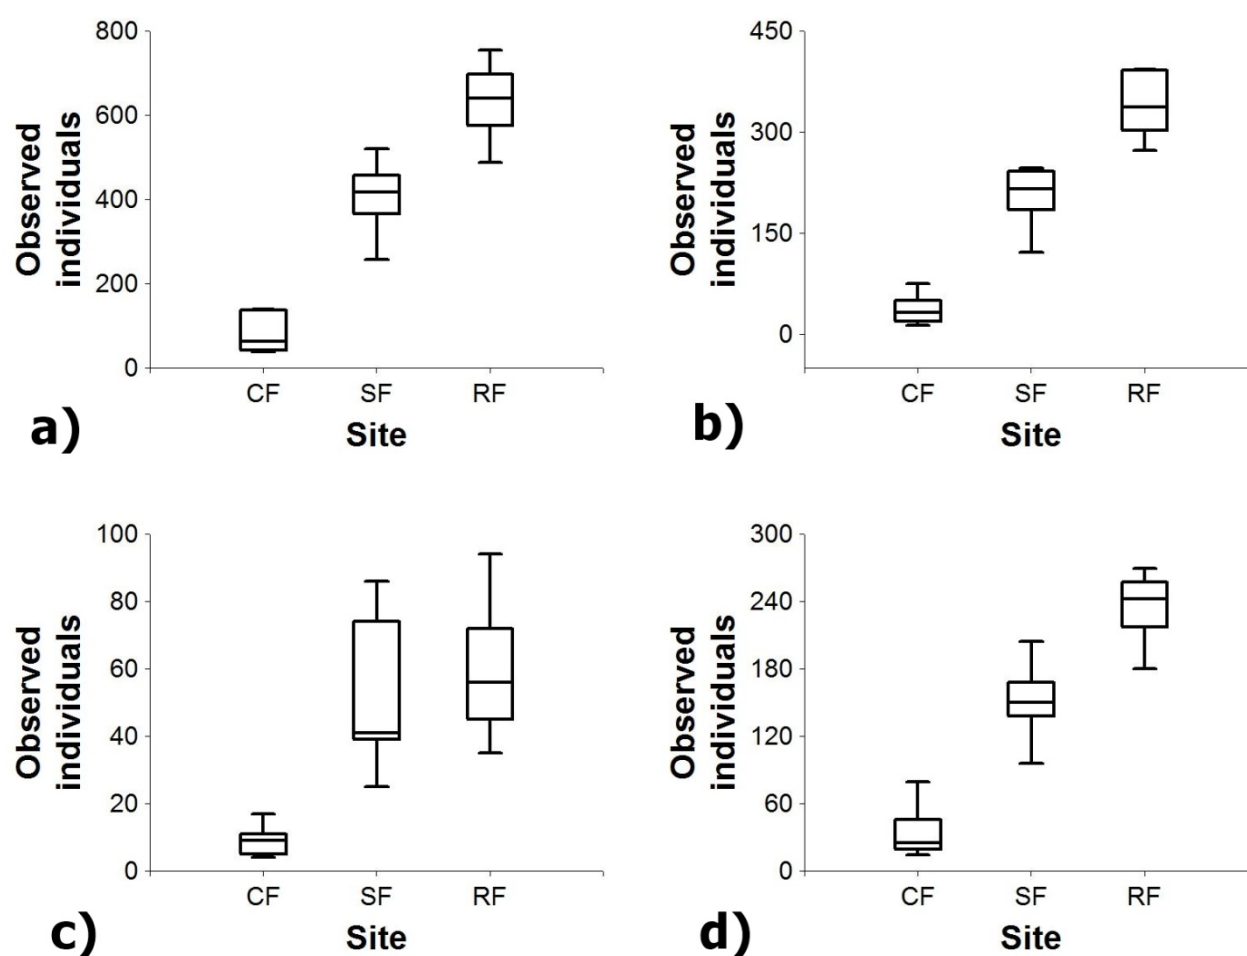 Observed
individuals
800
600
400
200
0
CF SF RF
Site
a)
Observed
individuals
450
300
150
0
CF SF RF
Site
b)
Observed
individuals
100
80
60
40
20
0
CF SF RF
Site
c)
Observed
individuals
300
240
180
120
60
0
CF SF RF
Site
d)